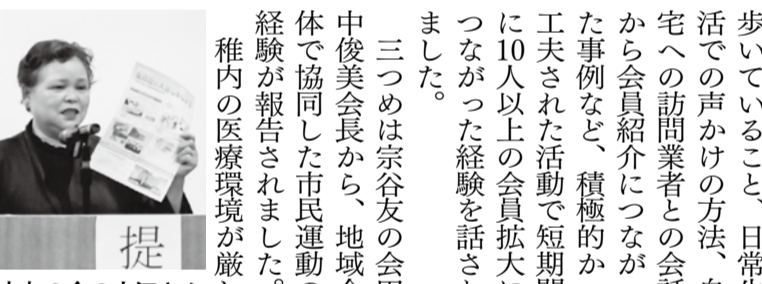 歩いていること、日常生
活での声かけの方法、自
宅への訪問業者との会話
から会員紹介につなが
た事例など、積極的か
工夫された活動で短期間
に10人以上の会員拡大に
つながった経験を話され
ました。
三つめは宗谷友の会田
中俊美会長から、地域全
体で協同した市民運動の
経験が報告されました。
稚内の医療環境が厳し
提